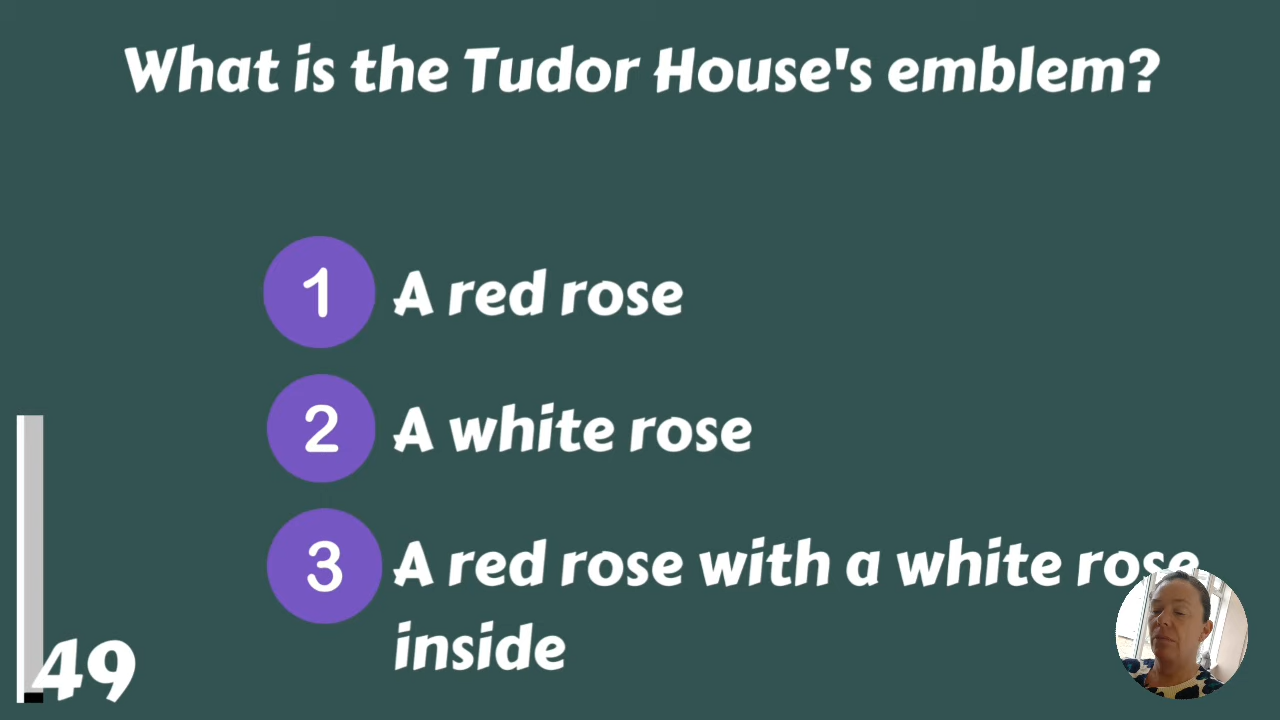 What is the Tudor House's emblem?
1 A red rose
2 A white rose
3 A red rose with a white rose
inside
49